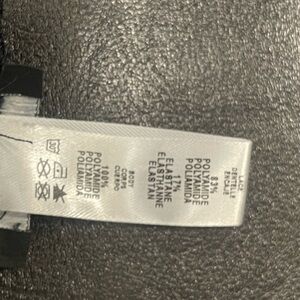 LACE
DENTELLE
ENCAJE
83%
POLYAMIDE
POLYAMIDE
POLIAMIDA
17%
ELASTANE
ELASTHANNE
ELASTAN
BODY
CORPS
CUERPO
100%
POLYAMIDE
POLYAMIDE
POLIAMIDA